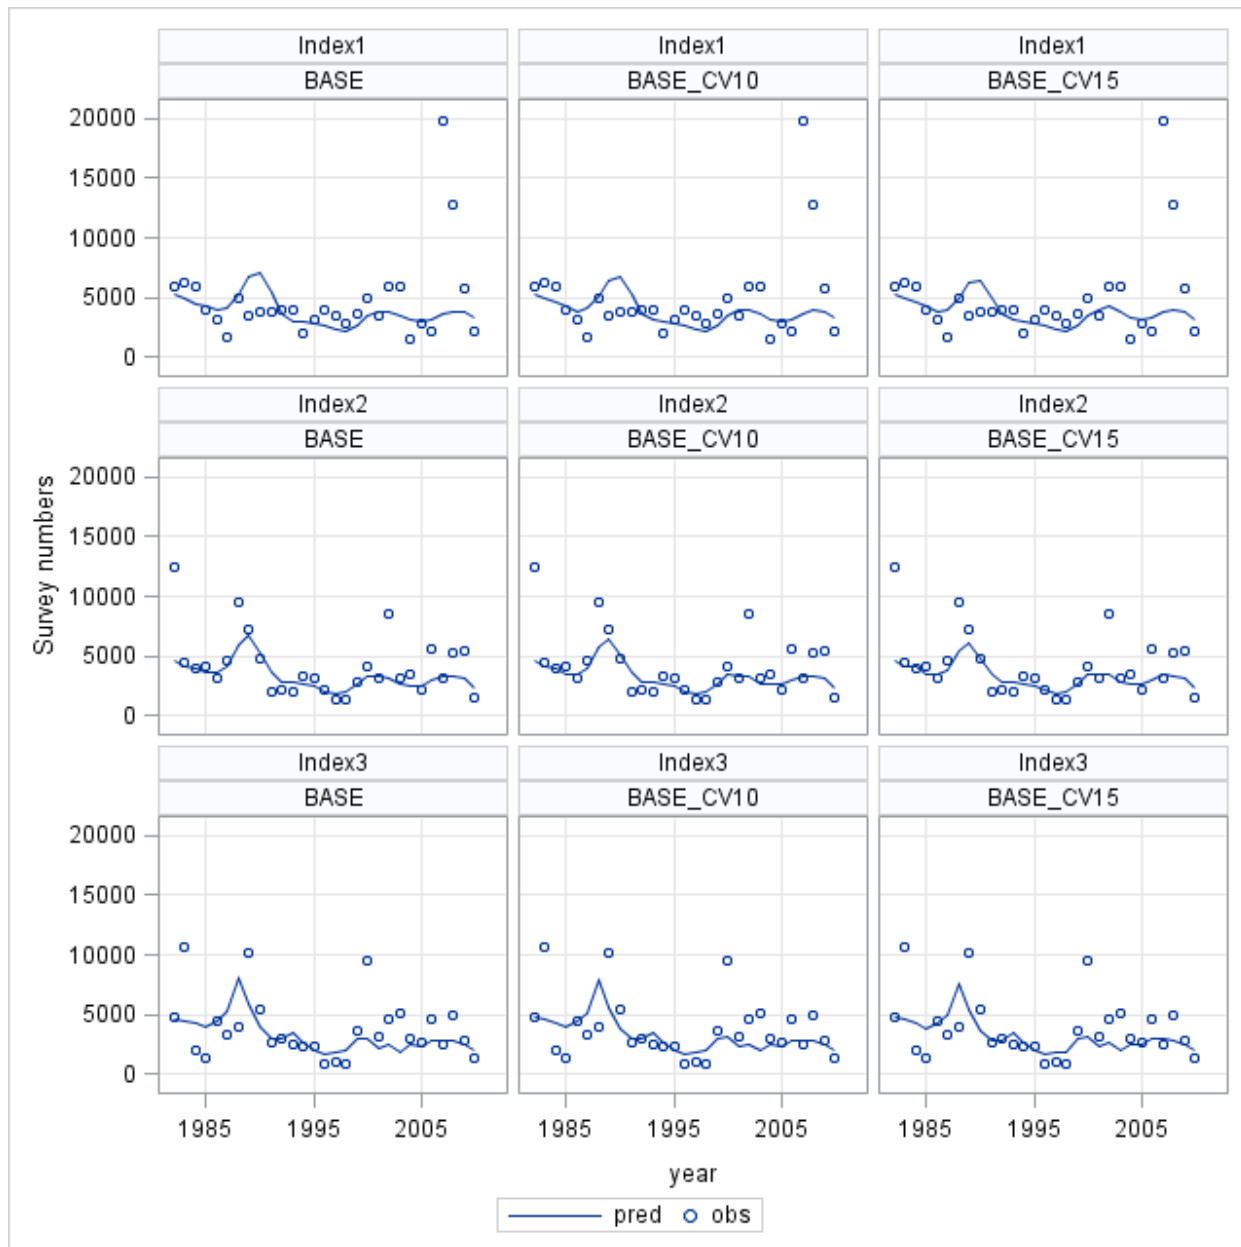 Index1 Index1 Index1
BASE BASE_CV10 BASE_CV15
20000
15000
10000
5000
0
Index2 Index2 Index2
BASE BASE_CV10 BASE_CV15
20000
15000
10000
5000
0
Survey numbers
Index3 Index3 Index3
BASE BASE_CV10 BASE_CV15
20000
15000
10000
5000
0
1985 1995 2005 1985 1995 2005 1985 1995 2005
year
pred obs